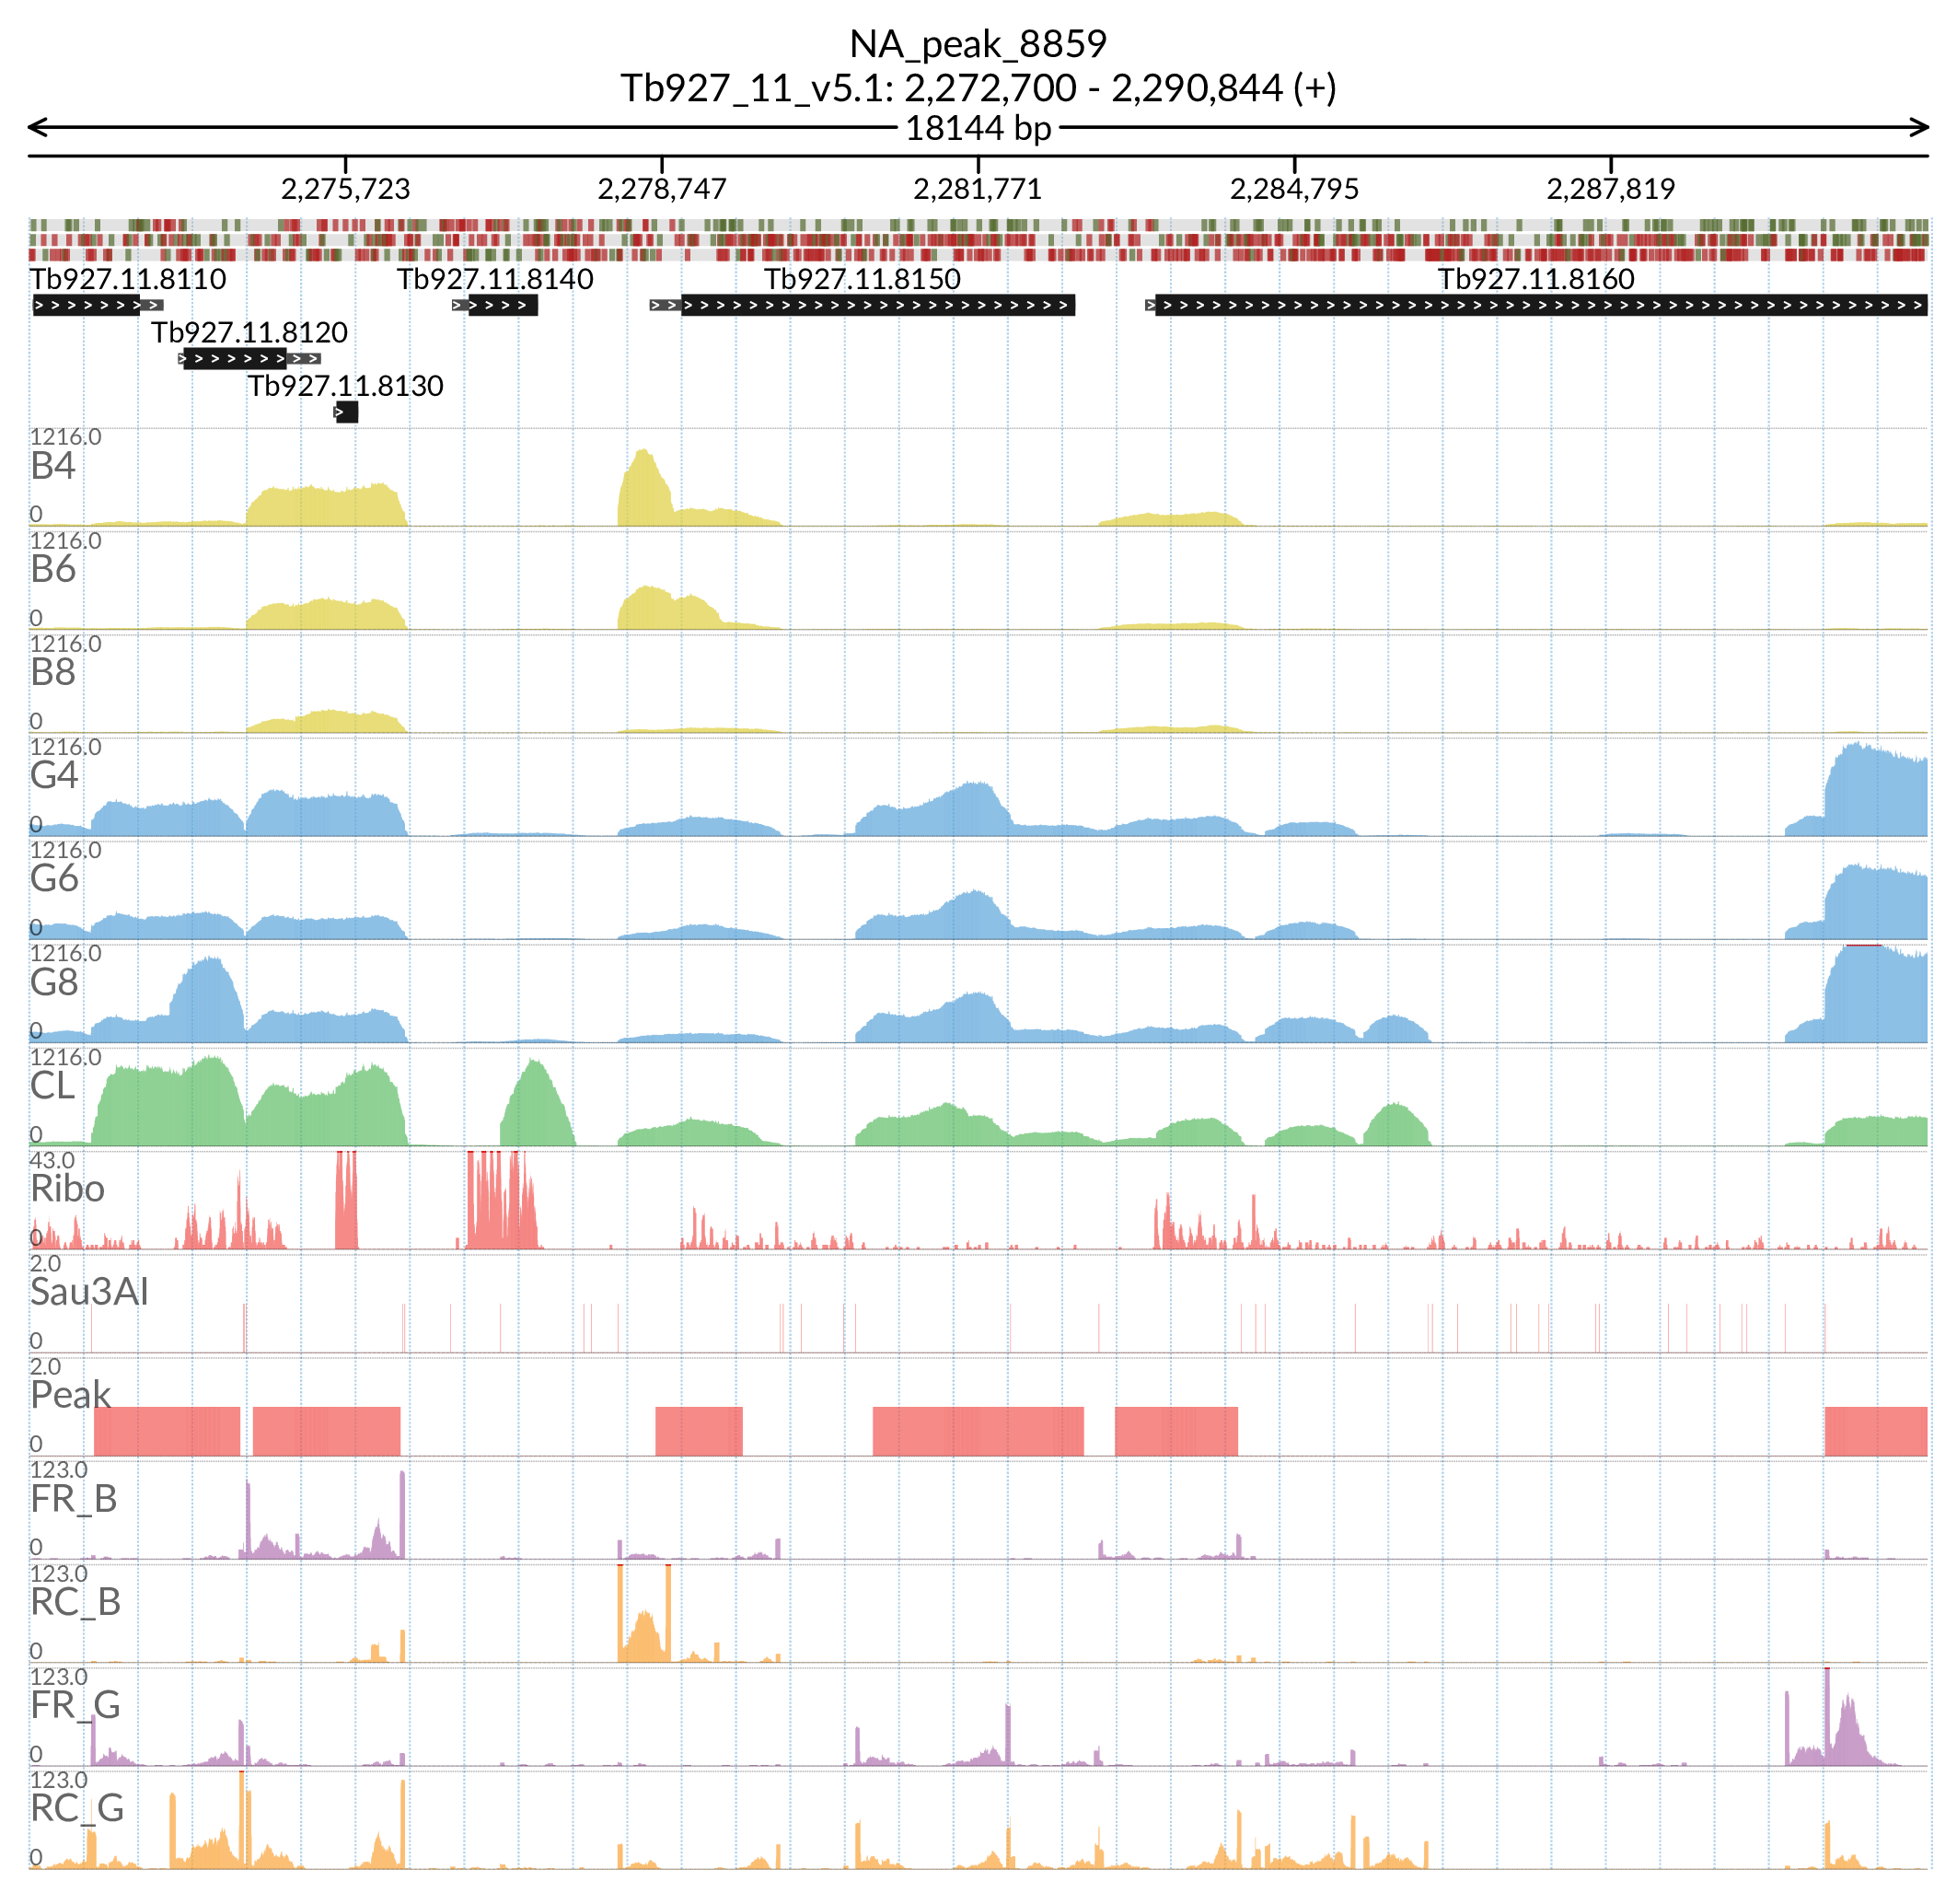 NA_peak_8859
Tb927_11_v5.1: 2,272,700 - 2,290,844 (+)
18144 bp
2,275,723 2,278,747 2,281,771 2,284,795 2,287,819
Tb927.11.8110 Tb927.11.8140 Tb927.11.8150 Tb927.11.8160
Tb927.11.8120
Tb927.11.8130
1216.0
B4
0
1216.0
B6
0
1216.0
B8
0
1216.0
G4
0
1216.0
G6
0
1216.0
G8
0
1216.0
CL
0
43.0
Ribo
0
2.0
Sau3AI
0
2.0
Peak
0
123.0
FR_B
0
123.0
RC_B
0
123.0
FR_G
0
123.0
RC_G
0